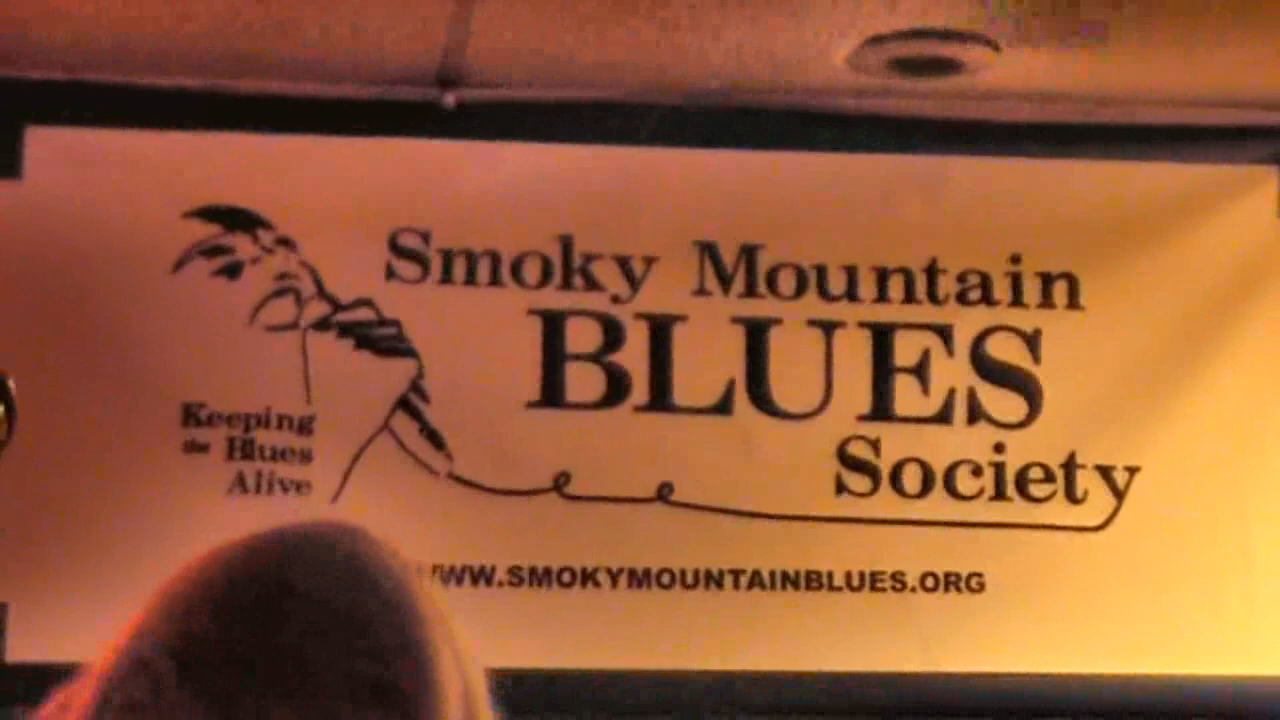 Smoky Mountain
BLUES
Society
Keeping
the Blues
Alive
WWW.SMOKYMOUNTAINBLUES.ORG